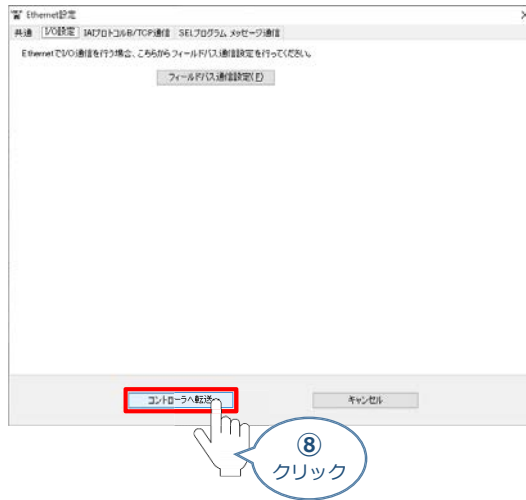 Ethernet設定
共通 I/O設定 IAIプロトコルB/TCP通信 SELプログラム メッセージ通信
EthernetでI/O通信を行う場合、こちらからフィールドバス通信設定を行ってください。
フィールドバス通信設定(F)
コントローラへ転送 キャンセル
⑧
クリック